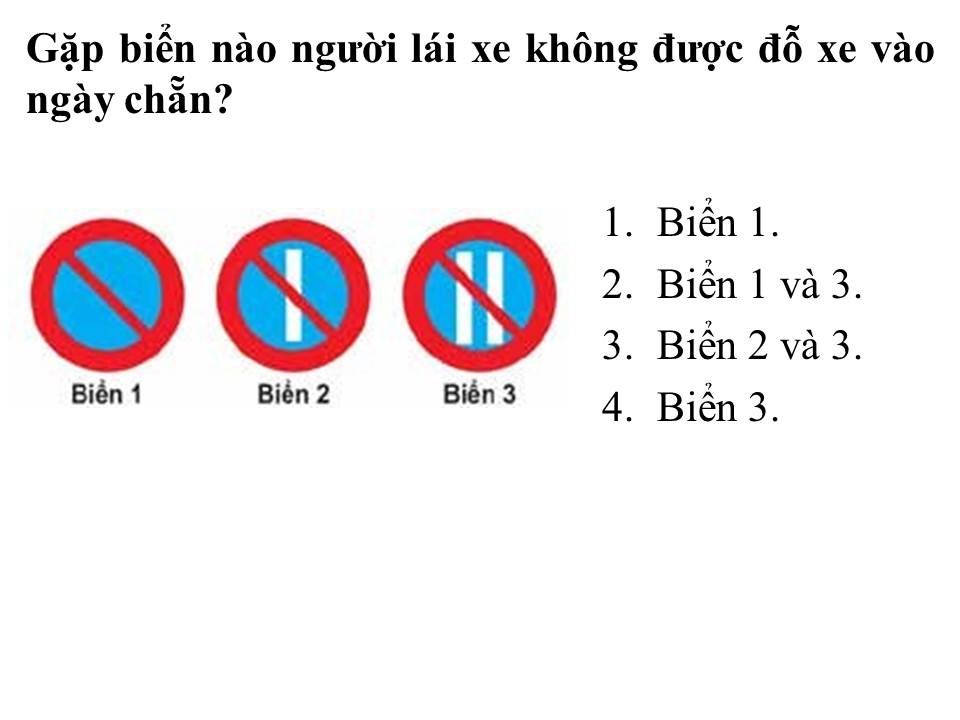 Gặp biển nào người lái xe không được đỗ xe vào
ngày chẵn?
1. Biển 1.
2. Biển 1 và 3.
3. Biển 2 và 3.
4. Biển 3.
Biển 1
Biển 2
Biển 3